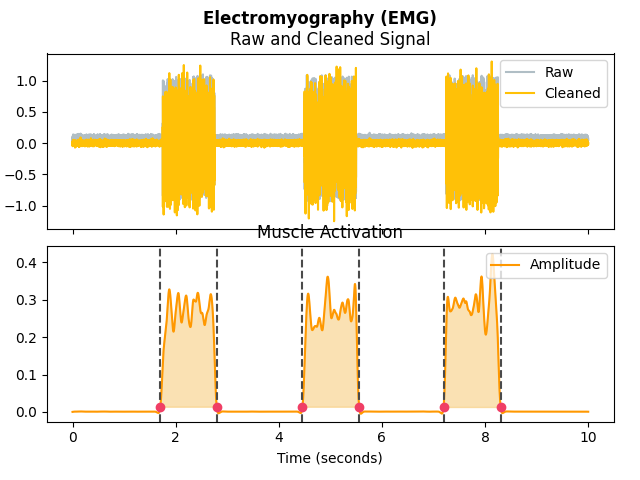 Electromyography (EMG)
Raw and Cleaned Signal
1.0
0.5
0.0
−0.5
−1.0
Raw
Cleaned
Muscle Activation
0.4
0.3
0.2
0.1
0.0
Amplitude
0 2 4 6 8 10
Time (seconds)